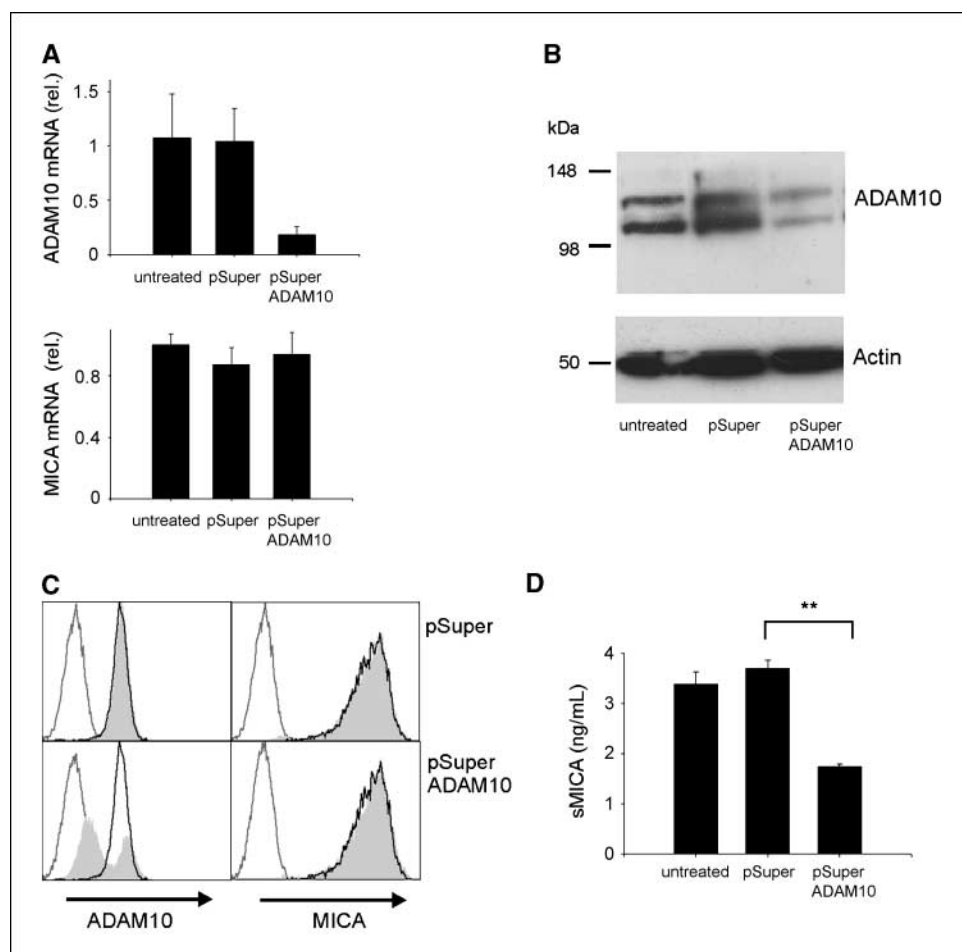 A
ADAM10 mRNA (rel.)
1.5
1
0.5
0
untreated
pSuper
pSuper
ADAM10
MICA mRNA (rel.)
0.8
0.4
0
untreated
pSuper
pSuper
ADAM10
B
kDa
148
98
ADAM10
50
Actin
untreated
pSuper
pSuper
ADAM10
C
pSuper
pSuper
ADAM10
ADAM10
MICA
D
**
sMICA (ng/mL)
4
3
2
1
0
untreated
pSuper
pSuper
ADAM10